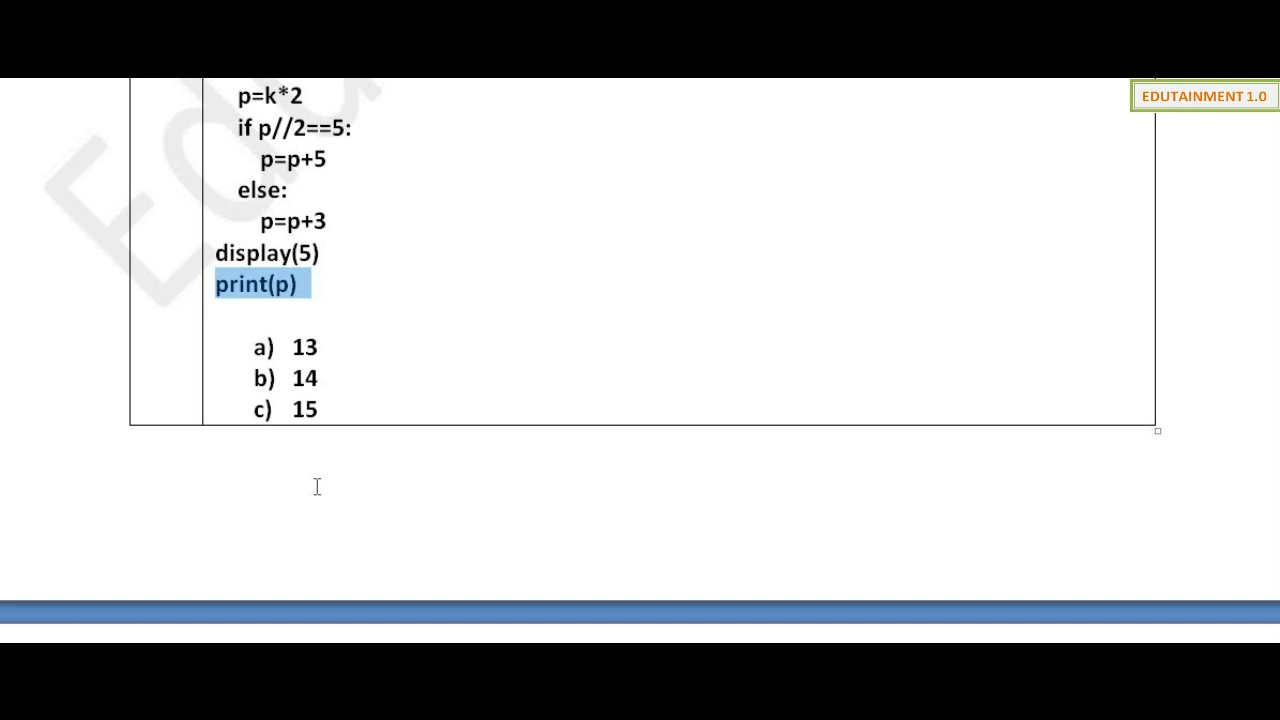 EDUTAINMENT 1.0
p=k*2
if p//2==5:
p=p+5
else:
p=p+3
display(5)
print(p)
a) 13
b) 14
c) 15